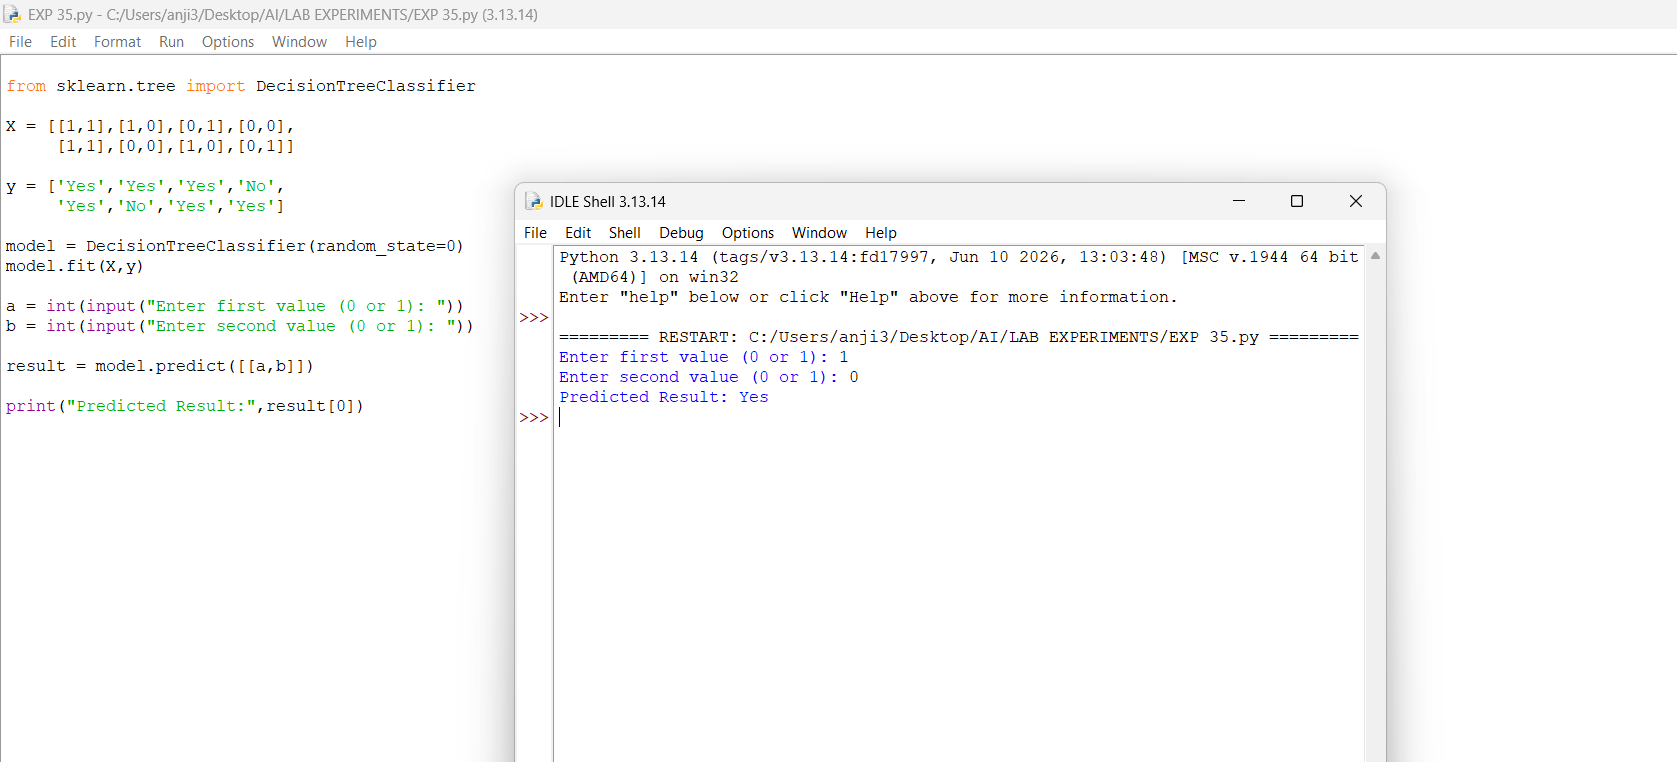 EXP 35.py - C:/Users/anji3/Desktop/AI/LAB EXPERIMENTS/EXP 35.py (3.13.14)
File Edit Format Run Options Window Help
from sklearn.tree import DecisionTreeClassifier
X = [[1,1],[1,0],[0,1],[0,0],
[1,1],[0,0],[1,0],[0,1]]
y = ['Yes','Yes','Yes','No',
'Yes','No','Yes','Yes']
model = DecisionTreeClassifier(random_state=0)
model.fit(X,y)
a = int(input("Enter first value (0 or 1): "))
b = int(input("Enter second value (0 or 1): "))
result = model.predict([[a,b]])
print("Predicted Result:",result[0])
IDLE Shell 3.13.14
File Edit Shell Debug Options Window Help
Python 3.13.14 (tags/v3.13.14:fd17997, Jun 10 2026, 13:03:48) [MSC v.1944 64 bit
(AMD64)] on win32
Enter "help" below or click "Help" above for more information.
>>>
========= RESTART: C:/Users/anji3/Desktop/AI/LAB EXPERIMENTS/EXP 35.py =========
Enter first value (0 or 1): 1
Enter second value (0 or 1): 0
Predicted Result: Yes
>>>